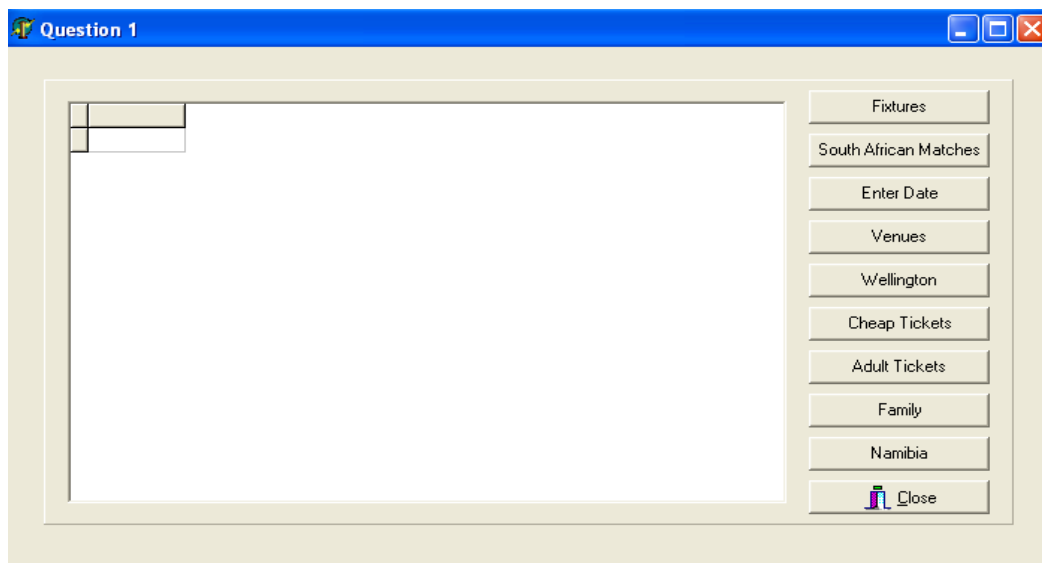 Question 1
Fixtures
South African Matches
Enter Date
Venues
Wellington
Cheap Tickets
Adult Tickets
Family
Namibia
Close